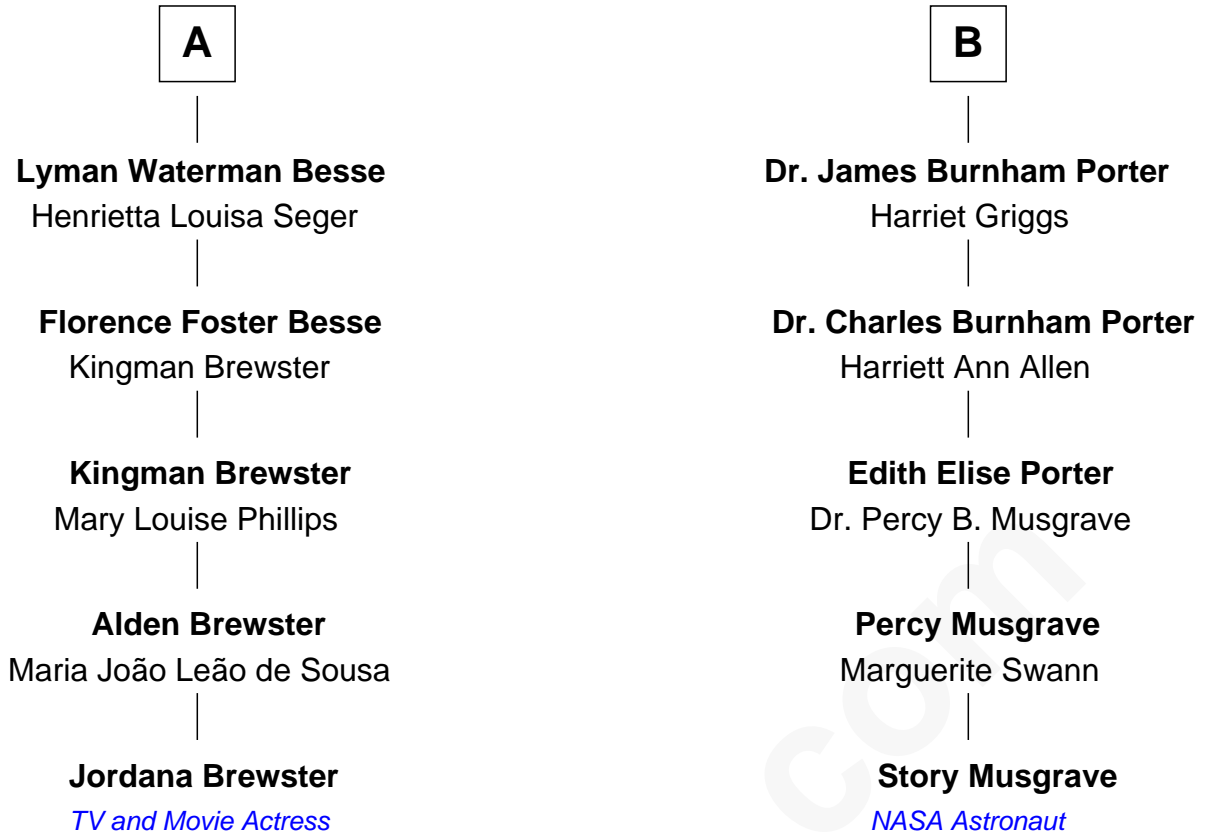 A
Lyman Waterman Besse
Henrietta Louisa Seger
Florence Foster Besse
Kingman Brewster
Kingman Brewster
Mary Louise Phillips
Alden Brewster
Maria João Leão de Sousa
Jordana Brewster
TV and Movie Actress
B
Dr. James Burnham Porter
Harriet Griggs
Dr. Charles Burnham Porter
Harriett Ann Allen
Edith Elise Porter
Dr. Percy B. Musgrave
Percy Musgrave
Marguerite Swann
Story Musgrave
NASA Astronaut
com